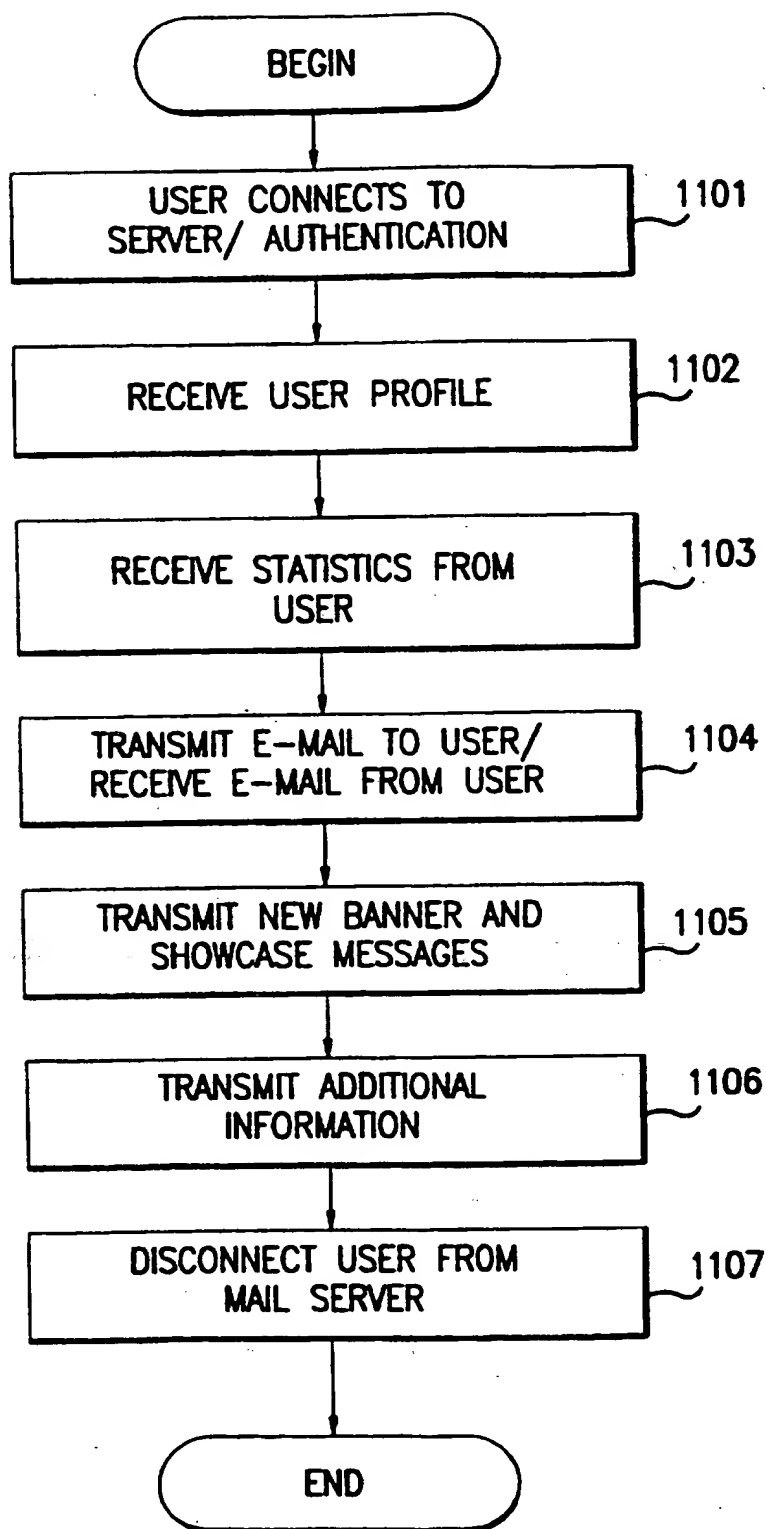 BEGIN
USER CONNECTS TO
SERVER/ AUTHENTICATION
1101
RECEIVE USER PROFILE
1102
RECEIVE STATISTICS FROM
USER
1103
TRANSMIT E-MAIL TO USER/
RECEIVE E-MAIL FROM USER
1104
TRANSMIT NEW BANNER AND
SHOWCASE MESSAGES
1105
TRANSMIT ADDITIONAL
INFORMATION
1106
DISCONNECT USER FROM
MAIL SERVER
1107
END